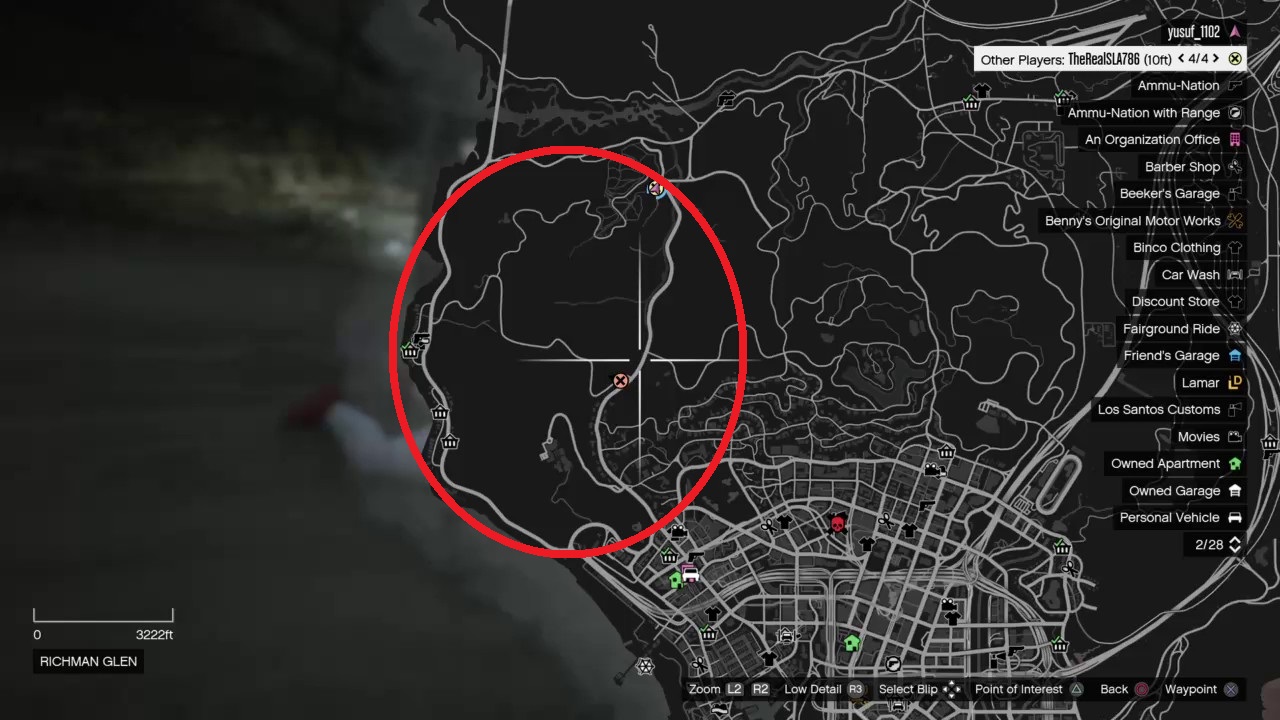 yusuf_1102
Other Players: TheRealSLA786 (10ft) < 4/4 >
Ammu-Nation
Ammu-Nation with Range
An Organization Office
Barber Shop
Beeker's Garage
Benny's Original Motor Works
Binco Clothing
Car Wash
Discount Store
Fairground Ride
Friend's Garage
Lamar LD
Los Santos Customs
Movies
Owned Apartment
Owned Garage
Personal Vehicle
2/28
0 3222ft
RICHMAN GLEN
Zoom L2 R2 Low Detail R3 Select Blip Point of Interest Back Waypoint